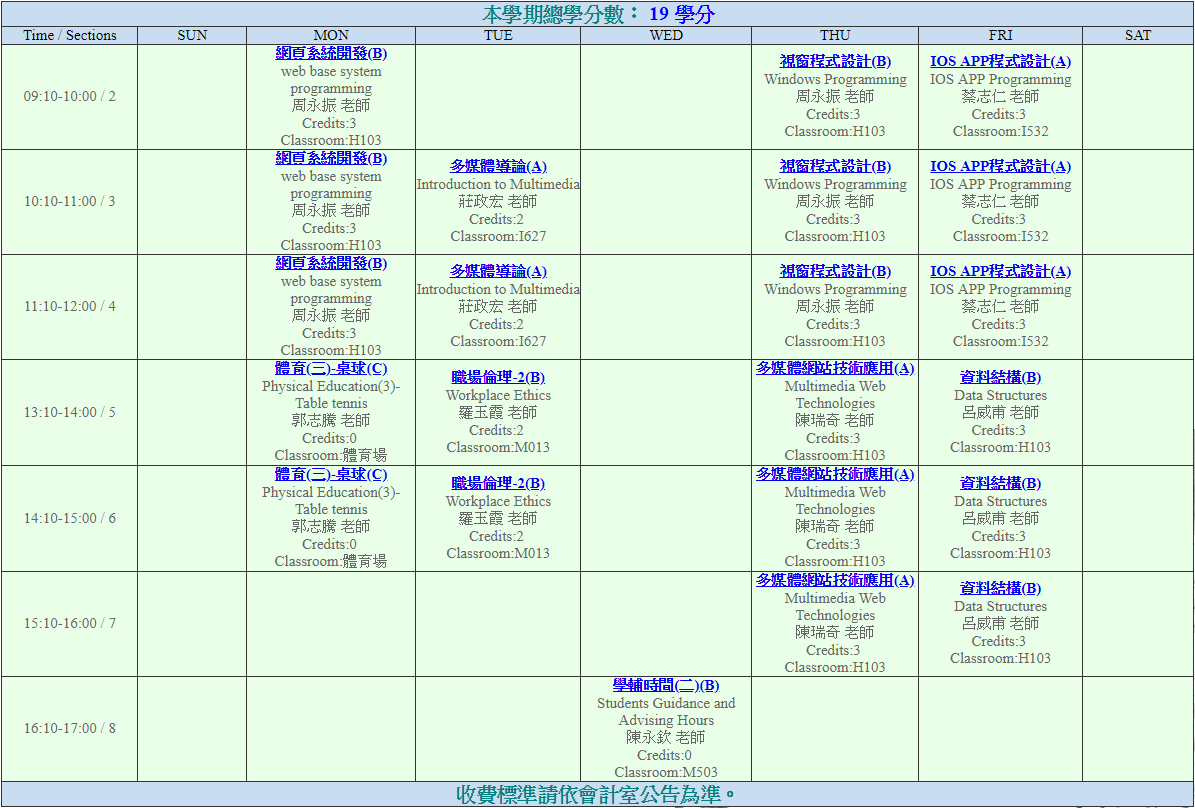 本學期總學分數： 19 學分
Time / Sections SUN MON TUE WED THU FRI SAT
09:10-10:00 / 2
網頁系統開發(B)
web base system
programming
周永振 老師
Credits:3
Classroom:H103
視窗程式設計(B)
Windows Programming
周永振 老師
Credits:3
Classroom:H103
IOS APP程式設計(A)
IOS APP Programming
蔡志仁 老師
Credits:3
Classroom:I532
10:10-11:00 / 3
網頁系統開發(B)
web base system
programming
周永振 老師
Credits:3
Classroom:H103
多媒體導論(A)
Introduction to Multimedia
莊政宏 老師
Credits:2
Classroom:I627
視窗程式設計(B)
Windows Programming
周永振 老師
Credits:3
Classroom:H103
IOS APP程式設計(A)
IOS APP Programming
蔡志仁 老師
Credits:3
Classroom:I532
11:10-12:00 / 4
網頁系統開發(B)
web base system
programming
周永振 老師
Credits:3
Classroom:H103
多媒體導論(A)
Introduction to Multimedia
莊政宏 老師
Credits:2
Classroom:I627
視窗程式設計(B)
Windows Programming
周永振 老師
Credits:3
Classroom:H103
IOS APP程式設計(A)
IOS APP Programming
蔡志仁 老師
Credits:3
Classroom:I532
13:10-14:00 / 5
體育(三)-桌球(C)
Physical Education(3)-
Table tennis
郭志騰 老師
Credits:0
Classroom:體育場
職場倫理-2(B)
Workplace Ethics
羅玉霞 老師
Credits:2
Classroom:M013
多媒體網站技術應用(A)
Multimedia Web
Technologies
陳瑞奇 老師
Credits:3
Classroom:H103
資料結構(B)
Data Structures
呂威甫 老師
Credits:3
Classroom:H103
14:10-15:00 / 6
體育(三)-桌球(C)
Physical Education(3)-
Table tennis
郭志騰 老師
Credits:0
Classroom:體育場
職場倫理-2(B)
Workplace Ethics
羅玉霞 老師
Credits:2
Classroom:M013
多媒體網站技術應用(A)
Multimedia Web
Technologies
陳瑞奇 老師
Credits:3
Classroom:H103
資料結構(B)
Data Structures
呂威甫 老師
Credits:3
Classroom:H103
15:10-16:00 / 7
多媒體網站技術應用(A)
Multimedia Web
Technologies
陳瑞奇 老師
Credits:3
Classroom:H103
資料結構(B)
Data Structures
呂威甫 老師
Credits:3
Classroom:H103
16:10-17:00 / 8
學輔時間(二)(B)
Students Guidance and
Advising Hours
陳永欽 老師
Credits:0
Classroom:M503
收費標準請依會計室公告為準。